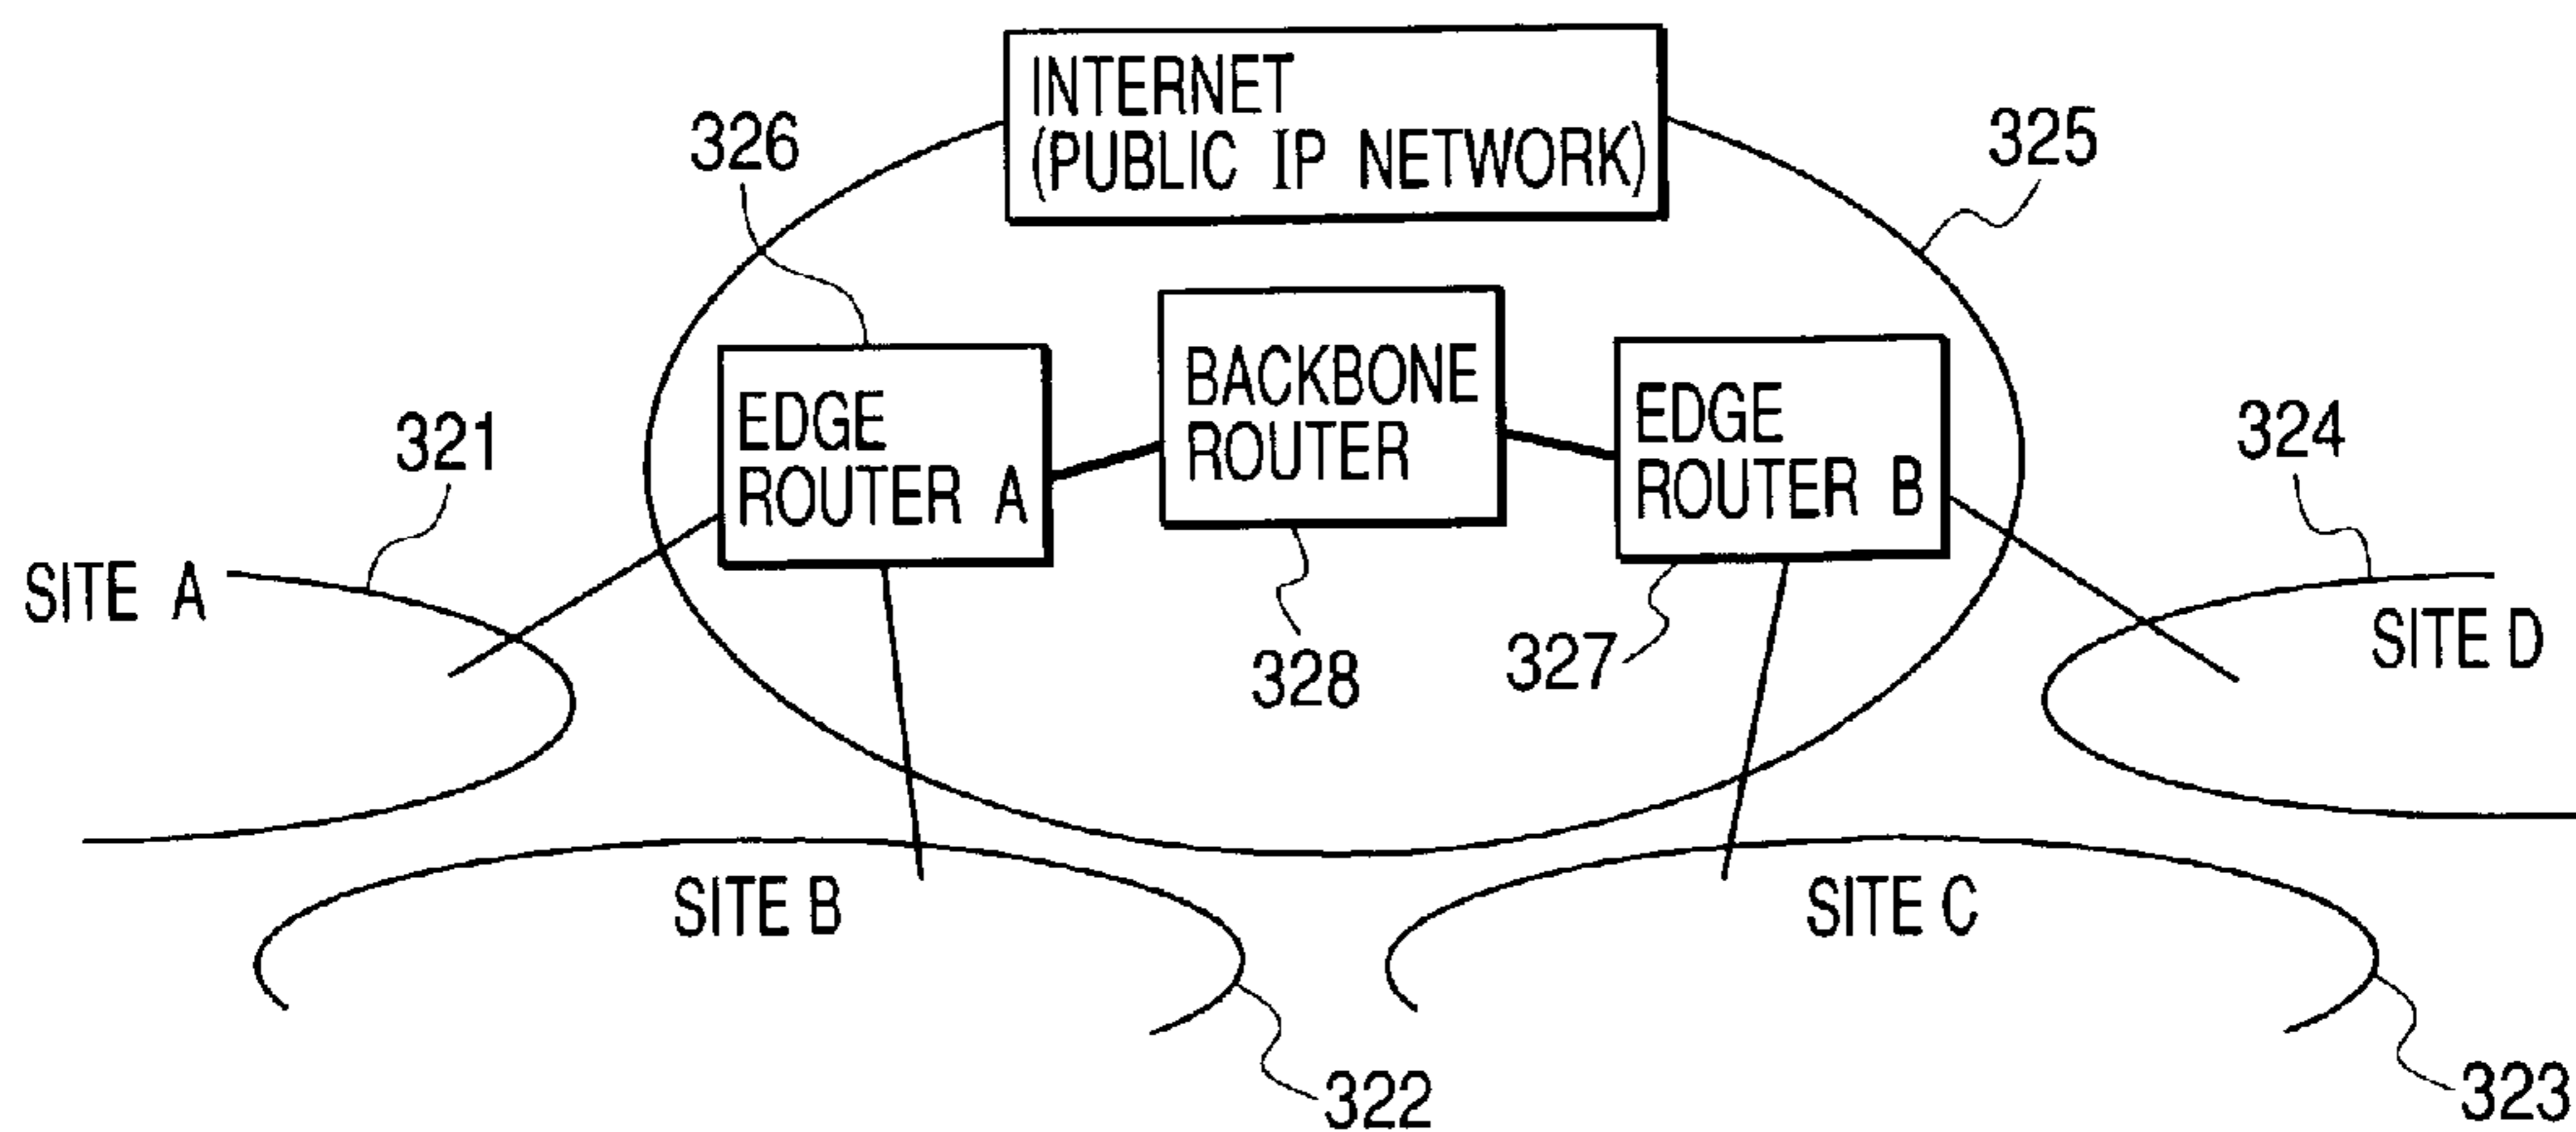 INTERNET
(PUBLIC IP NETWORK)
326
325
EDGE
ROUTER A
BACKBONE
ROUTER
EDGE
ROUTER B
321
324
SITE A
328
327
SITE D
SITE B
SITE C
322
323